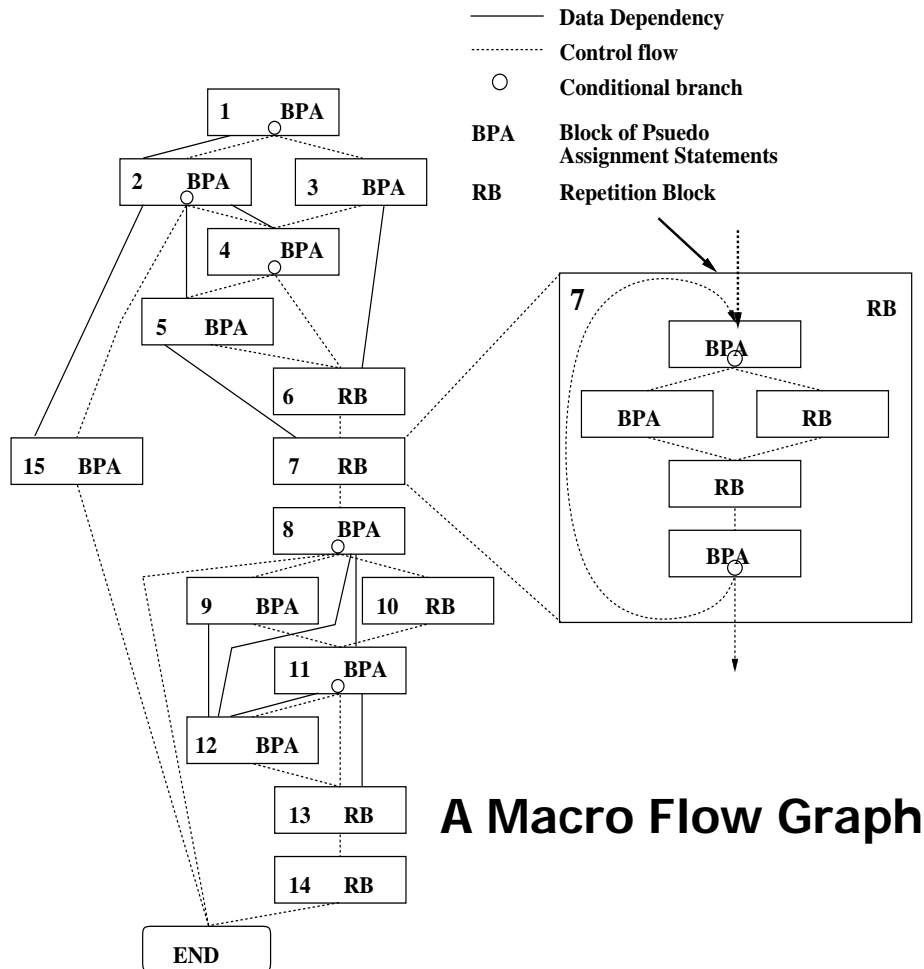 Data Dependency
Control flow
Conditional branch
BPA Block of Psuedo
Assignment Statements
RB Repetition Block
1 BPA
2 BPA
3 BPA
4 BPA
5 BPA
6 RB
15 BPA
7 RB
8 BPA
9 BPA
10 RB
11 BPA
12 BPA
13 RB
14 RB
END
7
RB
BPA
BPA
RB
RB
BPA
A Macro Flow Graph